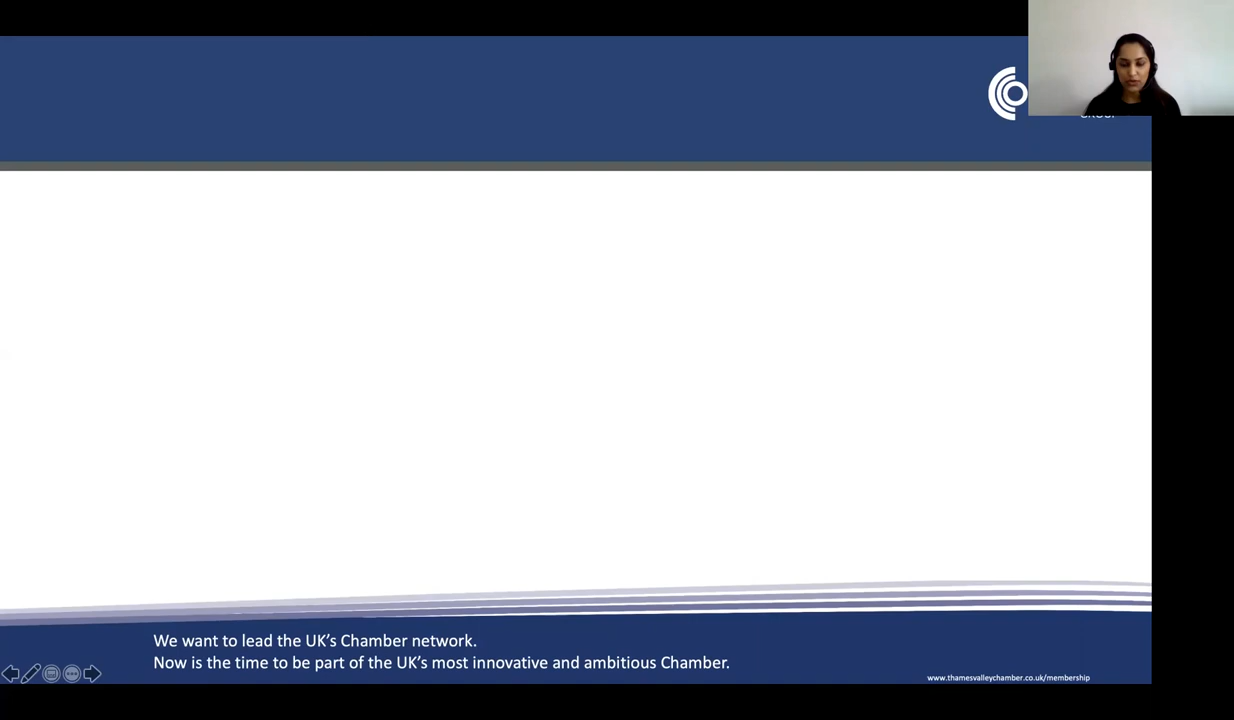 We want to lead the UK’s Chamber network.
Now is the time to be part of the UK’s most innovative and ambitious Chamber.
www.thamesvalleychamber.co.uk/membership